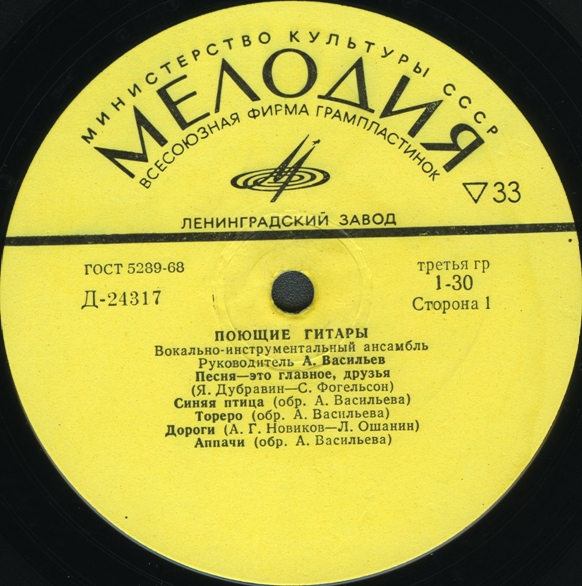 МИНИСТЕРСТВО КУЛЬТУРЫ СССР
МЕЛОДИЯ
ВСЕСОЮЗНАЯ ФИРМА ГРАМПЛАСТИНОК
▽33
ЛЕНИНГРАДСКИЙ ЗАВОД
ГОСТ 5289-68
третья гр
Д-24317
1-30
Сторона 1
ПОЮЩИЕ ГИТАРЫ
Вокально-инструментальный ансамбль
Руководитель А. Васильев
Песня—это главное, друзья
(Я. Дубравин—С. Фогельсон)
Синяя птица (обр. А. Васильева)
Тореро (обр. А. Васильева)
Дороги (А. Г. Новиков—Л. Ошанин)
Аппачи (обр. А. Васильева)